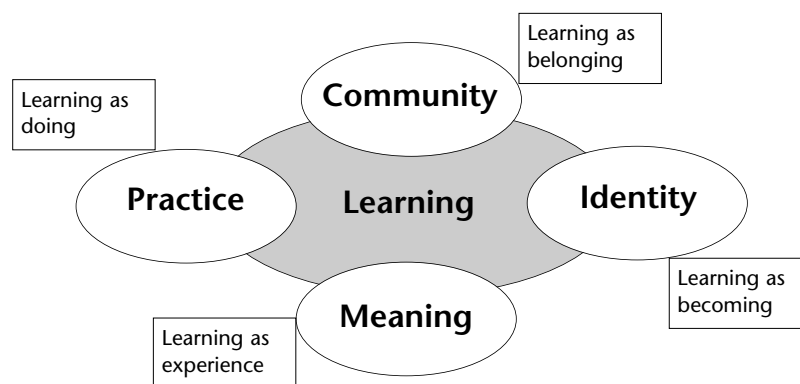 Learning as
belonging
Community
Learning as
doing
Practice
Learning
Identity
Learning as
becoming
Meaning
Learning as
experience